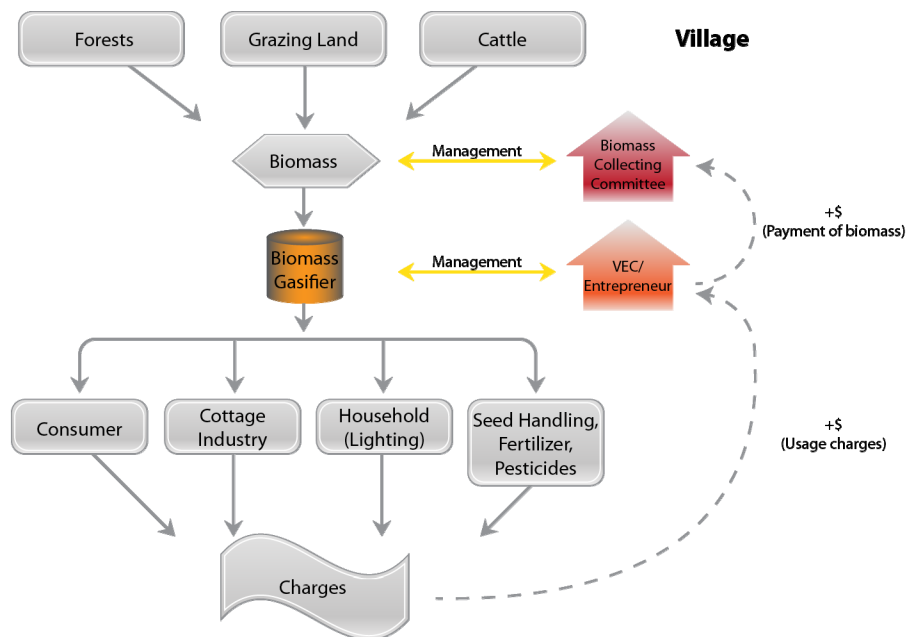 Forests
Grazing Land
Cattle
Village
Biomass
Management
Biomass
Collecting
Committee
+$
(Payment of biomass)
Biomass
Gasifier
Management
VEC/
Entrepreneur
Consumer
Cottage
Industry
Household
(Lighting)
Seed Handling,
Fertilizer,
Pesticides
+$
(Usage charges)
Charges